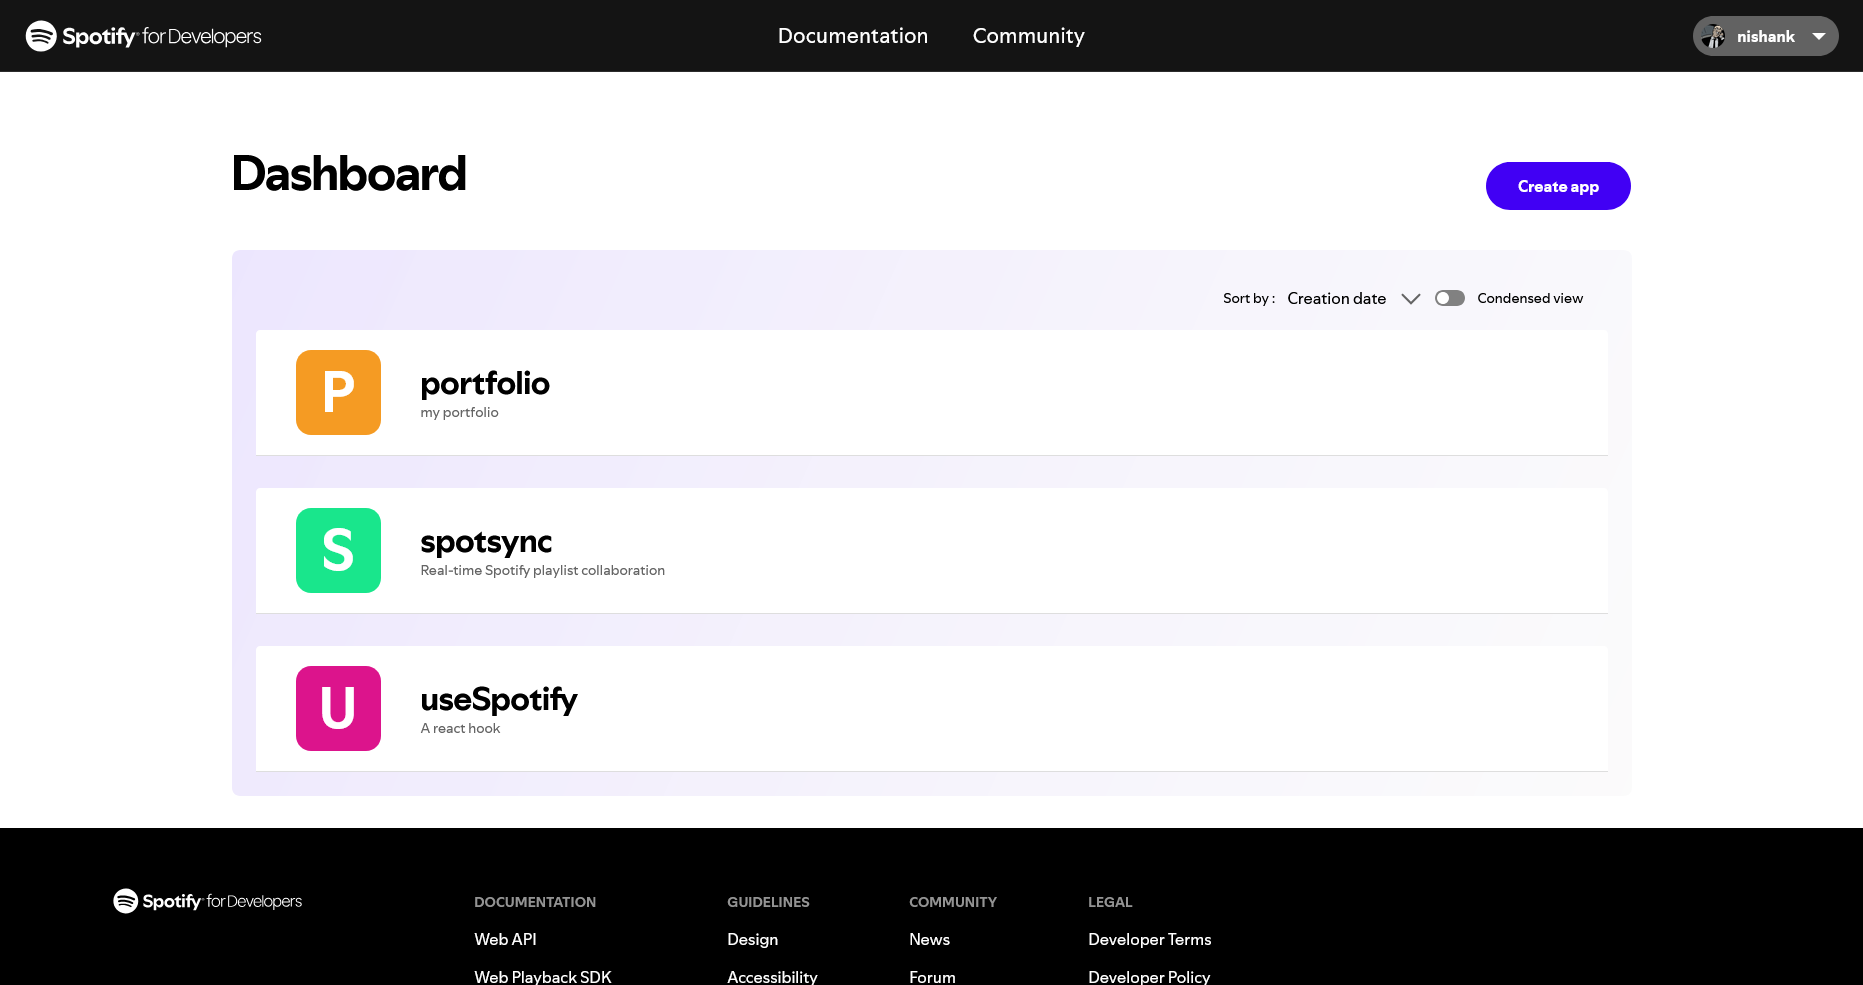 Spotify for Developers
Documentation Community
nishank
Dashboard
Create app
Sort by : Creation date Condensed view
P
portfolio
my portfolio
S
spotsync
Real-time Spotify playlist collaboration
U
useSpotify
A react hook
Spotify for Developers
DOCUMENTATION GUIDELINES COMMUNITY LEGAL
Web API Design News Developer Terms
Web Playback SDK Accessibility Forum Developer Policy